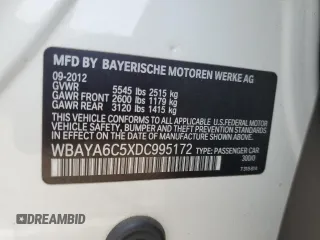 MFD BY BAYERISCHE MOTOREN WERKE AG
09-2012
GVWR 5545 lbs 2515 kg
GAWR FRONT 2600 lbs 1179 kg
GAWR REAR 3120 lbs 1415 kg
THIS VEHICLE CONFORMS TO ALL APPLICABLE U.S. FEDERAL MOTOR
VEHICLE SAFETY, BUMPER, AND THEFT PREVENTION STANDARDS IN
EFFECT ON THE DATE OF MANUFACTURE SHOWN ABOVE.
WBAYA6C5XDC995172 TYPE: PASSENGER CAR
300/0
DREAMBID